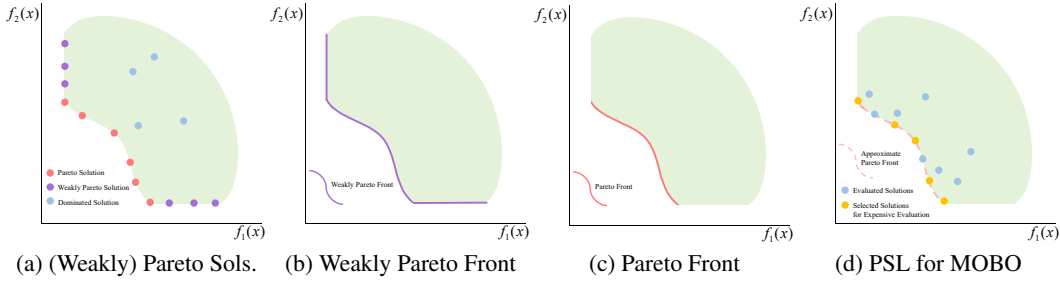 f₂(x)
Pareto Solution
Weakly Pareto Solution
Dominated Solution
f₁(x)
(a) (Weakly) Pareto Sols.
f₂(x)
Weakly Pareto Front
f₁(x)
(b) Weakly Pareto Front
f₂(x)
Pareto Front
f₁(x)
(c) Pareto Front
f₂(x)
Approximate
Pareto Front
Evaluated Solutions
Selected Solutions
for Expensive Evaluation
f₁(x)
(d) PSL for MOBO